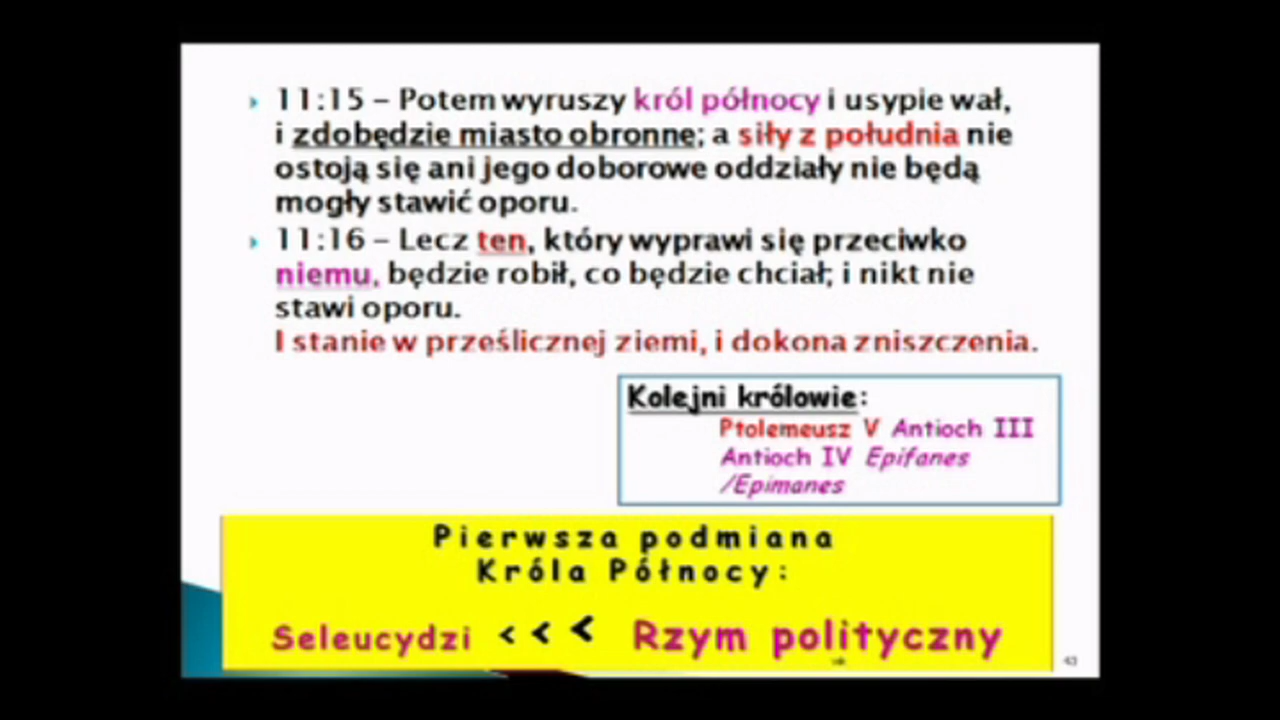 11:15 – Potem wyruszy król północy i usypie wał,
i zdobędzie miasto obronne; a siły z południa nie
ostoją się ani jego doborowe oddziały nie będą
mogły stawić oporu.
11:16 – Lecz ten, który wyprawi się przeciwko
niemu, będzie robił, co będzie chciał; i nikt nie
stawi oporu.
I stanie w prześlicznej ziemi, i dokona zniszczenia.
Kolejni królowie:
Ptolemeusz V Antioch III
Antioch IV Epifanes
/Epimanes
Pierwsza podmiana
Króla Północy:
Seleucydzi < < < Rzym polityczny
43